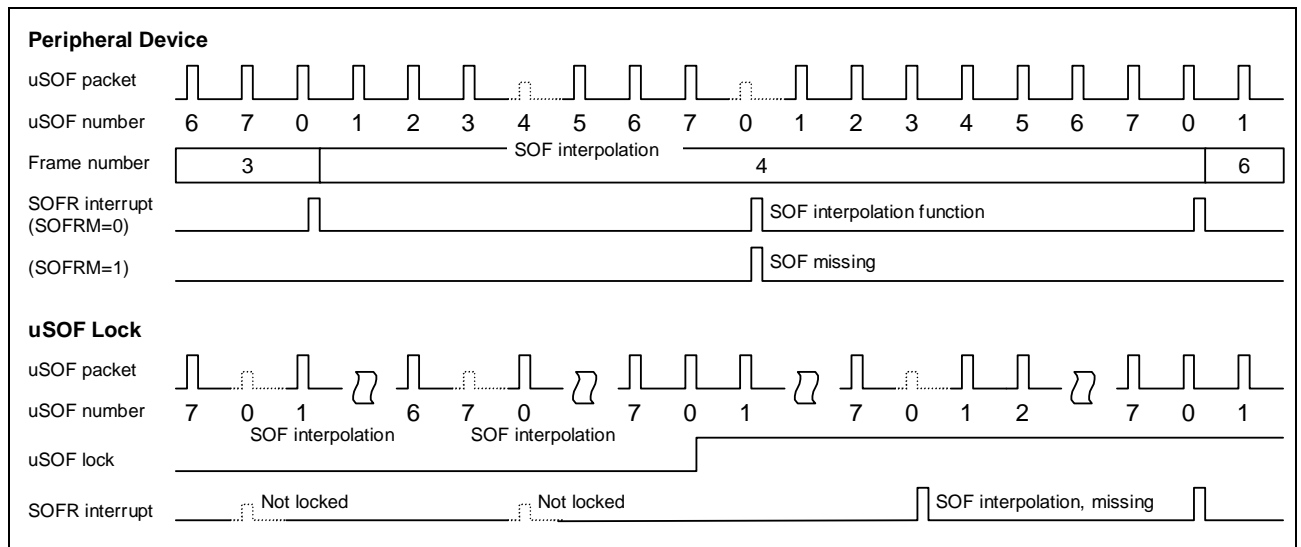 Peripheral Device
uSOF packet
uSOF number 6 7 0 1 2 3 4 5 6 7 0 1 2 3 4 5 6 7 0 1
SOF interpolation
Frame number 3 4 6
SOFR interrupt
(SOFRM=0)
SOF interpolation function
(SOFRM=1) SOF missing
uSOF Lock
uSOF packet
uSOF number 7 0 1 6 7 0 7 0 1 7 0 1 2 7 0 1
SOF interpolation SOF interpolation
uSOF lock
SOFR interrupt Not locked Not locked SOF interpolation, missing